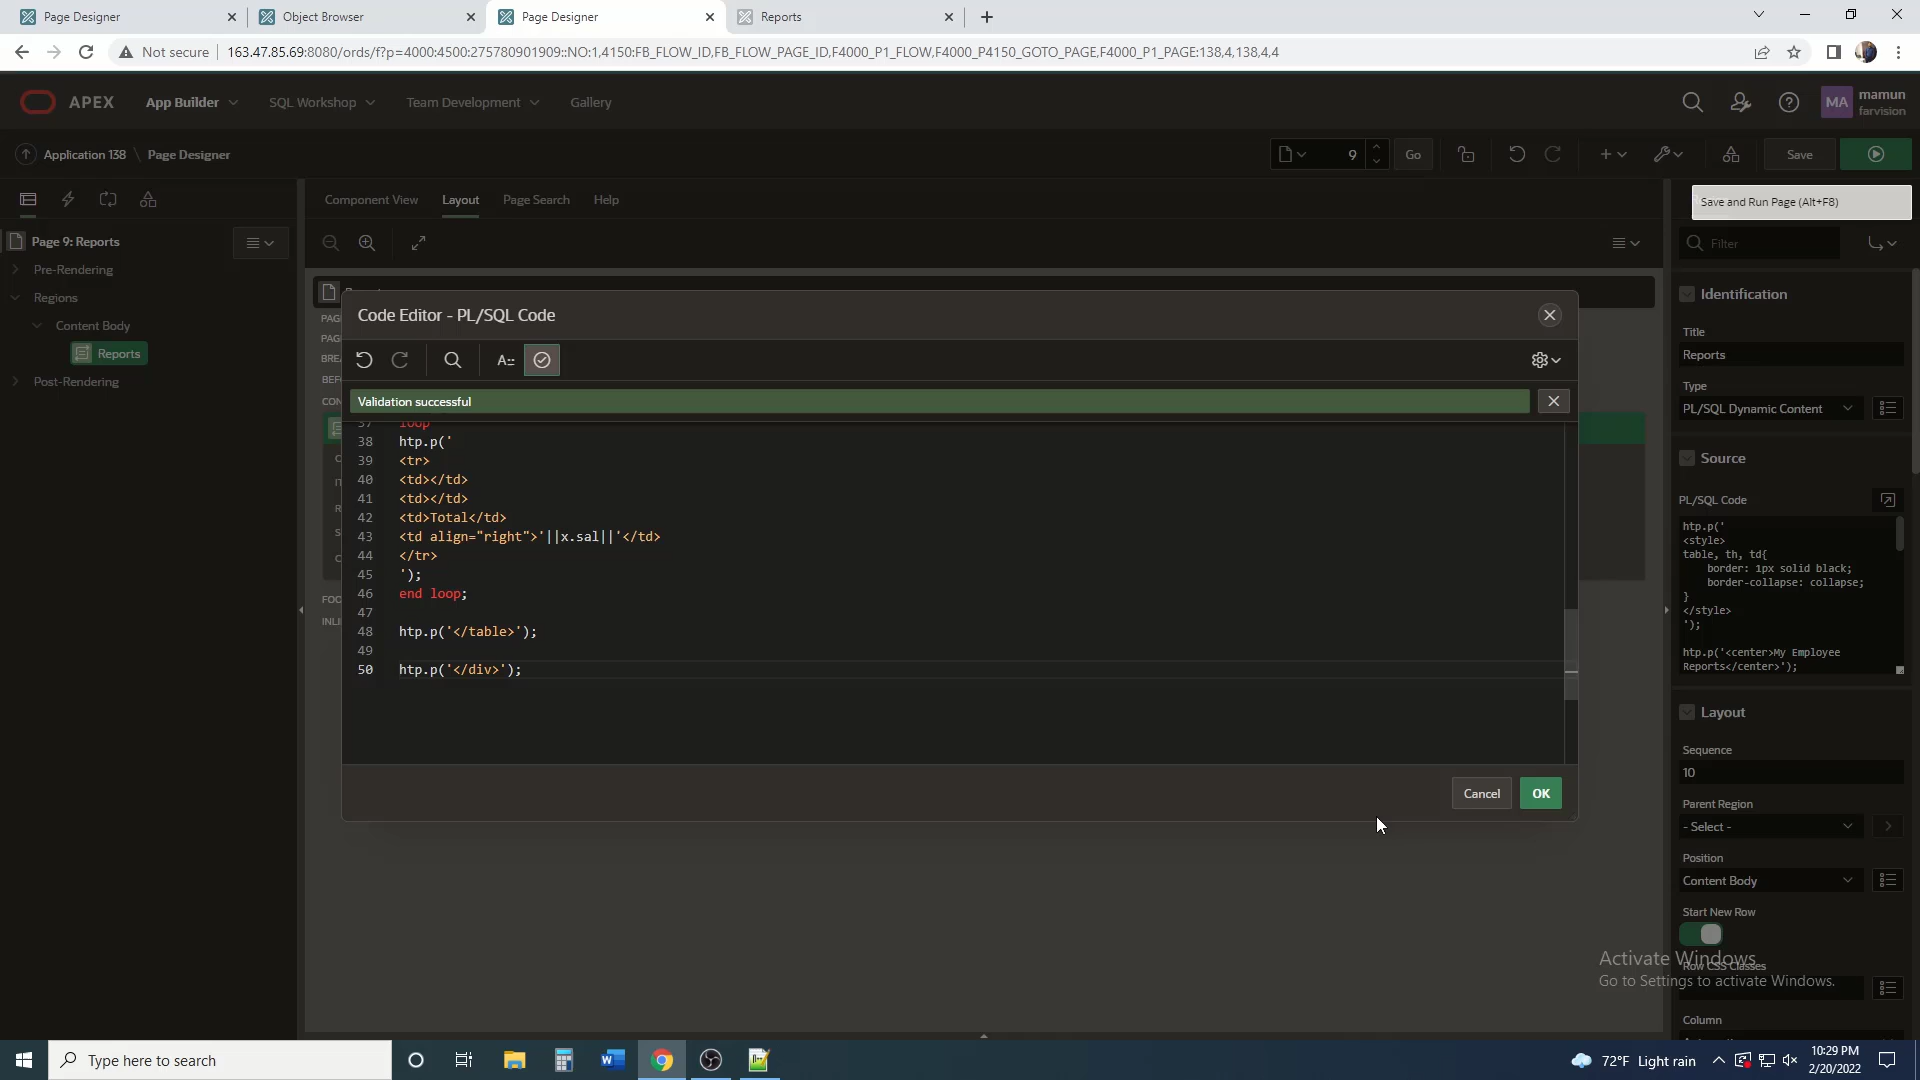 Page Designer
Object Browser
Page Designer
Reports
Not secure
163.47.85.69:8080/ords/f?p=4000:4500:275780901909::NO:1,4150:FB_FLOW_ID,FB_FLOW_PAGE_ID,F4000_P1_FLOW,F4000_P4150_GOTO_PAGE,F4000_P1_PAGE:138,4,138,4,4
APEX
App Builder
SQL Workshop
Team Development
Gallery
MA
mamun
farvision
Application 138 \ Page Designer
9
Go
Save
Component View
Layout
Page Search
Help
Save and Run Page (Alt+F8)
Page 9: Reports
Pre-Rendering
Regions
Content Body
Reports
Post-Rendering
Filter
Code Editor - PL/SQL Code
Validation successful
37 loop
38 htp.p('
39 <tr>
40 <td></td>
41 <td></td>
42 <td>Total</td>
43 <td align="right">'||x.sal||'</td>
44 </tr>
45 ');
46 end loop;
47
48 htp.p('</table>');
49
50 htp.p('</div>');
Cancel
OK
Identification
Title
Reports
Type
PL/SQL Dynamic Content
Source
PL/SQL Code
htp.p('
<style>
table, th, td{
border: 1px solid black;
border-collapse: collapse;
}
</style>
');
htp.p('<center>My Employee
Reports</center>');
Layout
Sequence
10
Parent Region
- Select -
Position
Content Body
Start New Row
Row CSS Classes
Column
Activate Windows
Go to Settings to activate Windows.
Type here to search
72°F Light rain
10:29 PM
2/20/2022